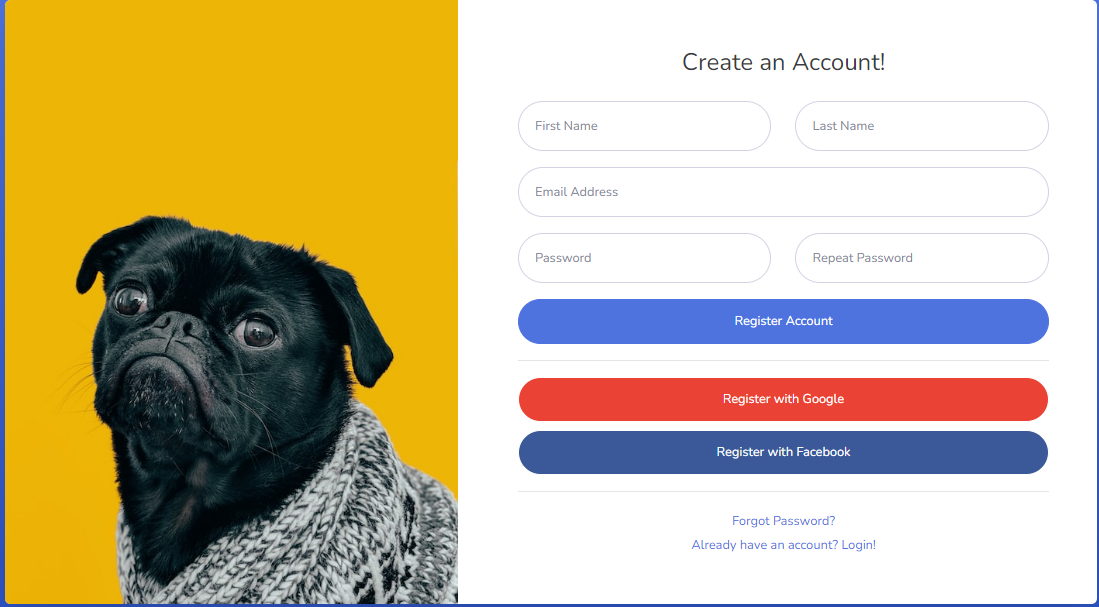 Create an Account!
First Name
Last Name
Email Address
Password
Repeat Password
Register Account
Register with Google
Register with Facebook
Forgot Password?
Already have an account? Login!